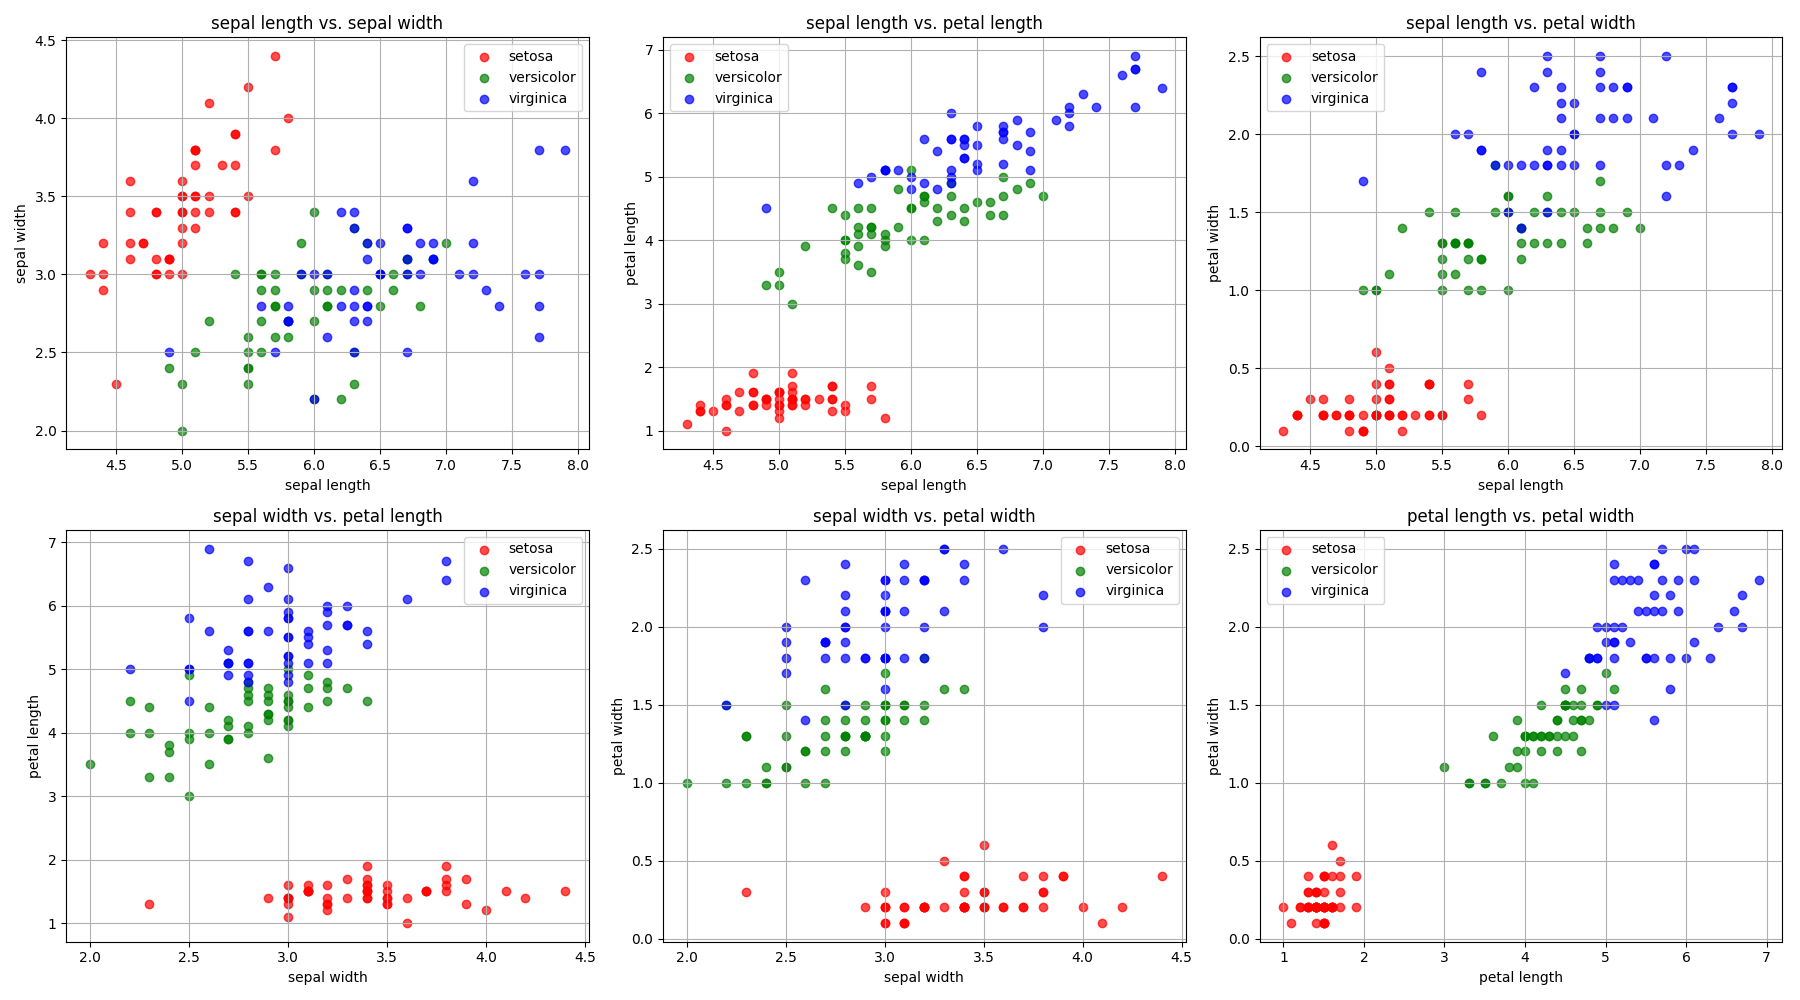 sepal length vs. sepal width
4.5
4.0
3.5
3.0
2.5
2.0
sepal width
setosa
versicolor
virginica
4.5 5.0 5.5 6.0 6.5 7.0 7.5 8.0
sepal length
sepal length vs. petal length
7
6
5
4
3
2
1
petal length
setosa
versicolor
virginica
4.5 5.0 5.5 6.0 6.5 7.0 7.5 8.0
sepal length
sepal length vs. petal width
2.5
2.0
1.5
1.0
0.5
0.0
petal width
setosa
versicolor
virginica
4.5 5.0 5.5 6.0 6.5 7.0 7.5 8.0
sepal length
sepal width vs. petal length
7
6
5
4
3
2
1
petal length
setosa
versicolor
virginica
2.0 2.5 3.0 3.5 4.0 4.5
sepal width
sepal width vs. petal width
2.5
2.0
1.5
1.0
0.5
0.0
petal width
setosa
versicolor
virginica
2.0 2.5 3.0 3.5 4.0 4.5
sepal width
petal length vs. petal width
2.5
2.0
1.5
1.0
0.5
0.0
petal width
setosa
versicolor
virginica
1 2 3 4 5 6 7
petal length